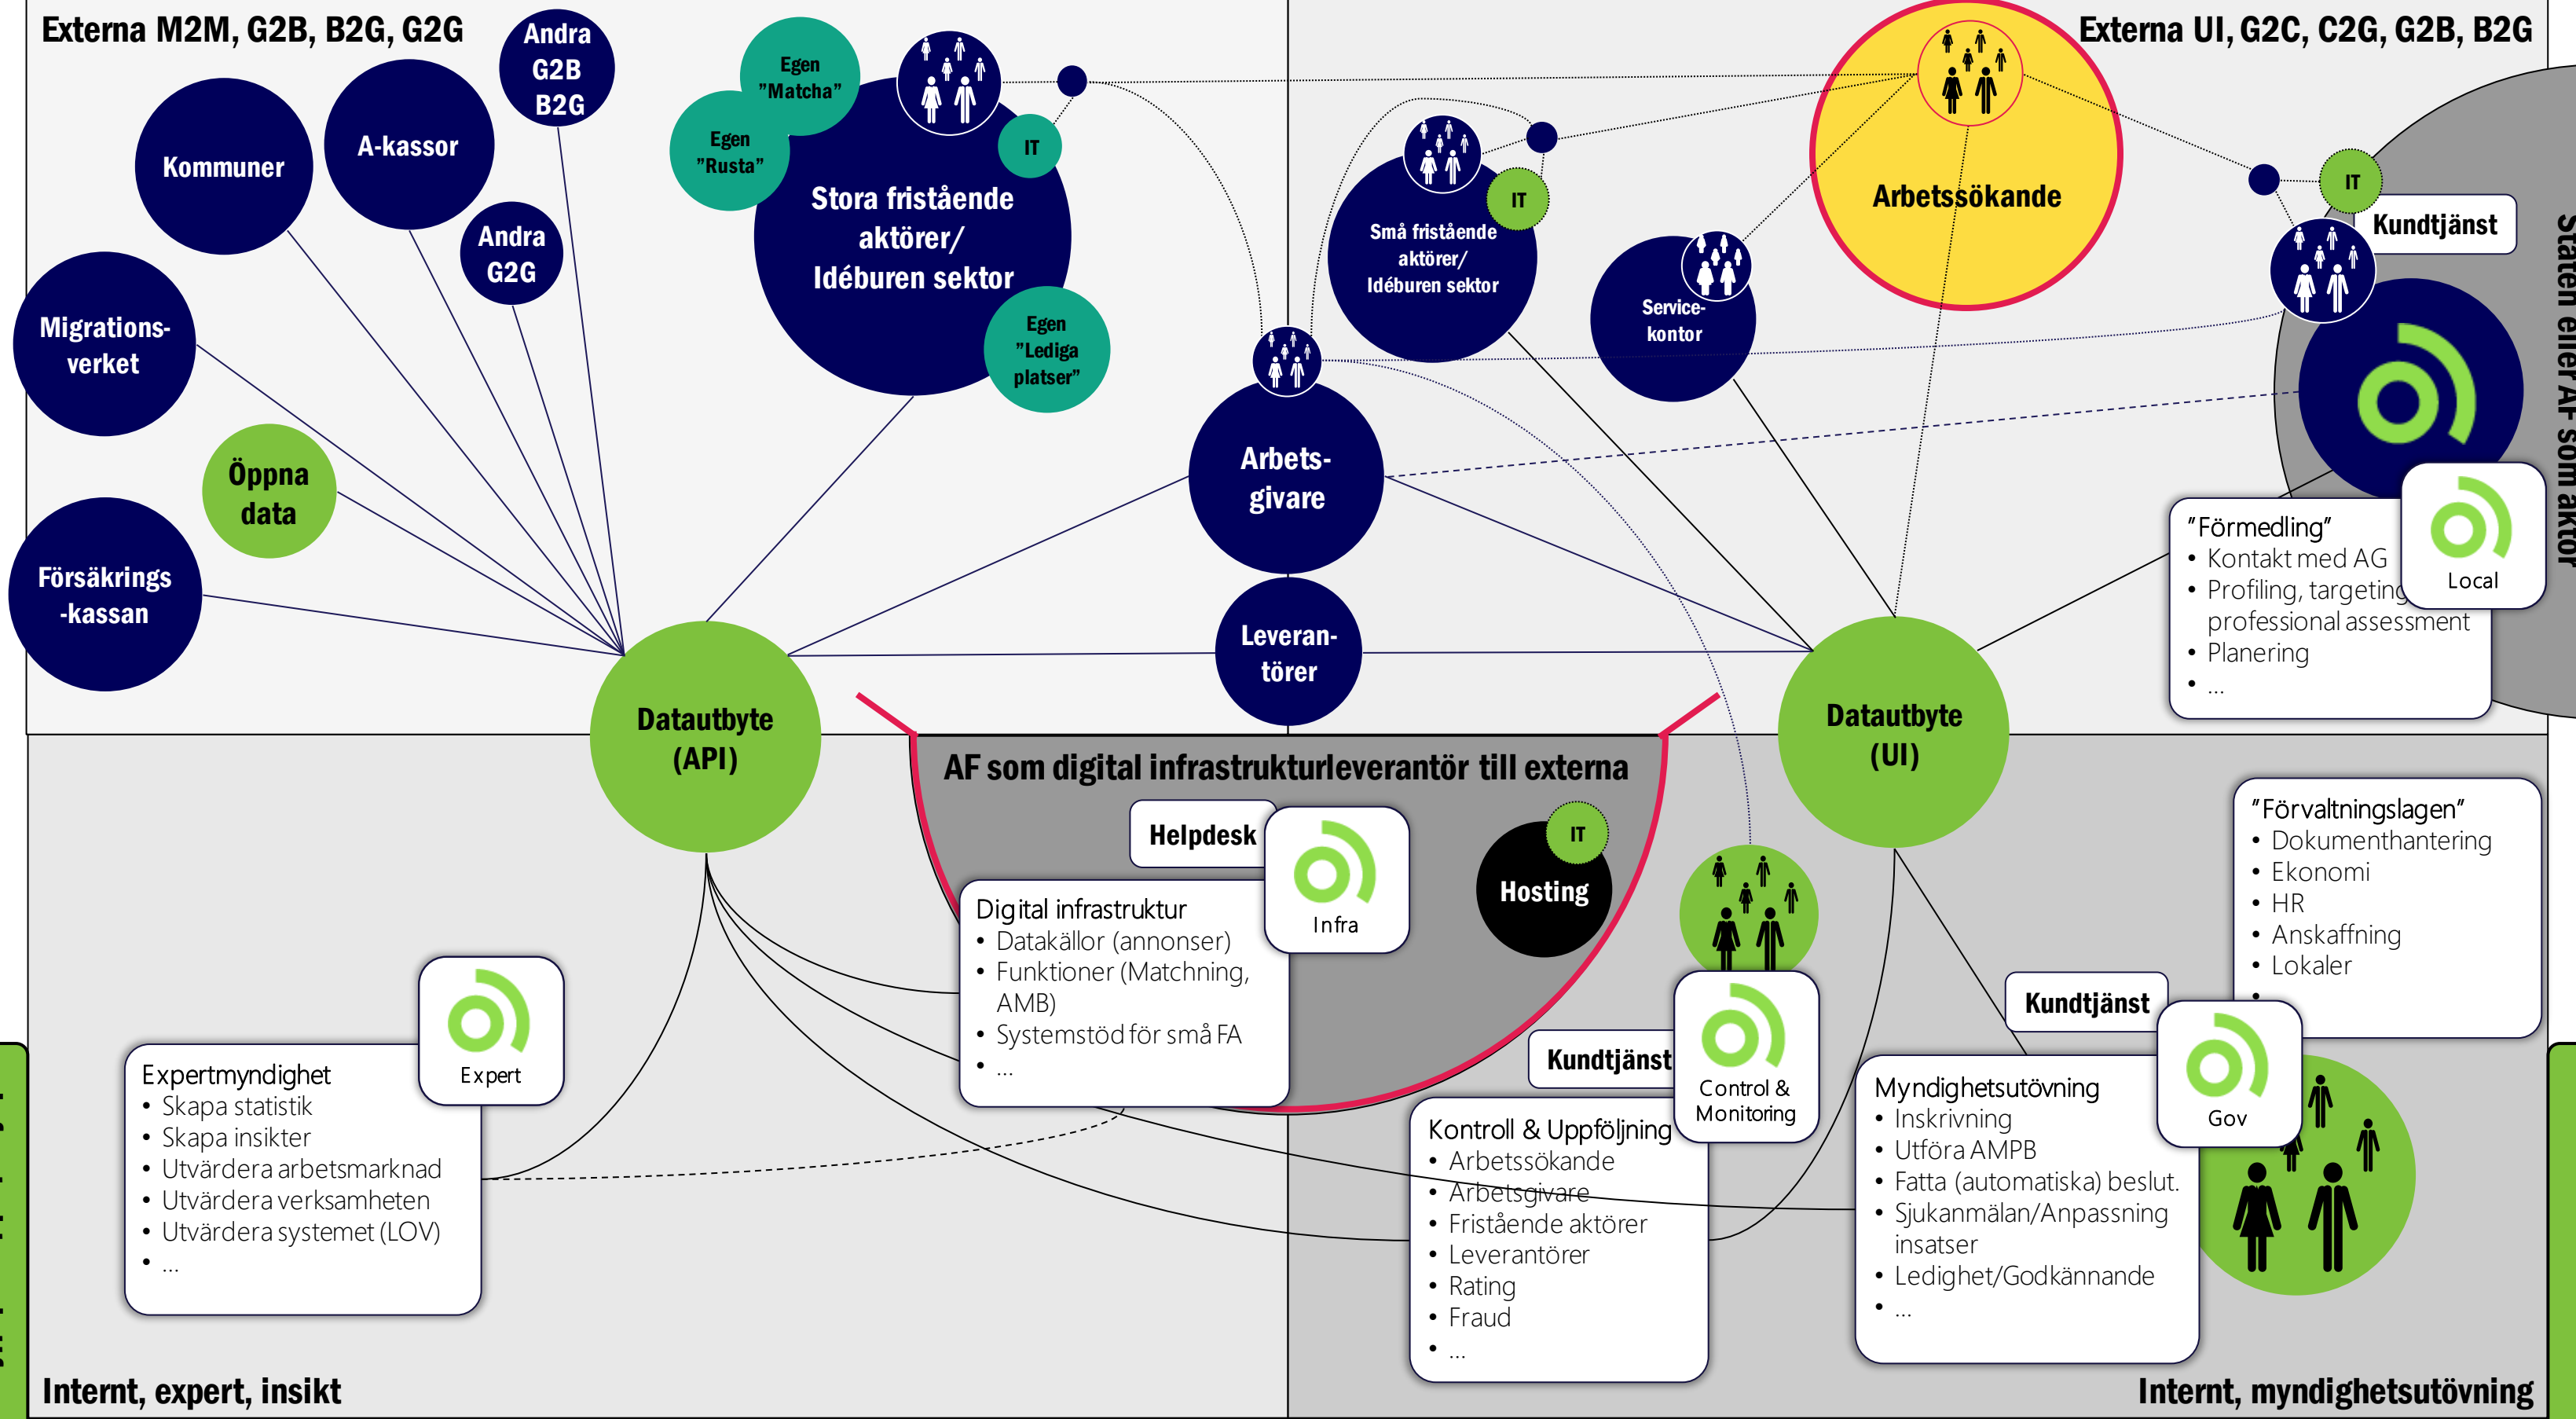 Externa M2M, G2B, B2G, G2G
Externa UI, G2C, C2G, G2B, B2G
Andra
G2B
B2G
A-kassor
Kommuner
Andra
G2G
Migrations-
verket
Öppna
data
Försäkrings
-kassan
Egen
”Matcha”
Egen
”Rusta”
IT
Stora fristående
aktörer/
Idéburen sektor
Egen
”Lediga
platser”
Arbets-
givare
Leveran-
törer
Små fristående
aktörer/
Idéburen sektor
IT
Service-
kontor
Arbetssökande
IT
Kundtjänst
Staten eller AF som aktör
Local
”Förmedling”
• Kontakt med AG
• Profiling, targeting
professional assessment
• Planering
• ...
Datautbyte
(API)
Datautbyte
(UI)
AF som digital infrastrukturleverantör till externa
Helpdesk
Infra
IT
Hosting
Digital infrastruktur
• Datakällor (annonser)
• Funktioner (Matchning,
AMB)
• Systemstöd för små FA
• ...
Expert
Expertmyndighet
• Skapa statistik
• Skapa insikter
• Utvärdera arbetsmarknad
• Utvärdera verksamheten
• Utvärdera systemet (LOV)
• ...
Kundtjänst
Control &
Monitoring
Kontroll & Uppföljning
• Arbetssökande
• Arbetsgivare
• Fristående aktörer
• Leverantörer
• Rating
• Fraud
• ...
”Förvaltningslagen”
• Dokumenthantering
• Ekonomi
• HR
• Anskaffning
• Lokaler
•
Kundtjänst
Gov
Myndighetsutövning
• Inskrivning
• Utföra AMPB
• Fatta (automatiska) beslut.
• Sjukanmälan/Anpassning
insatser
• Ledighet/Godkännande
• ...
Internt, expert, insikt
Internt, myndighetsutövning